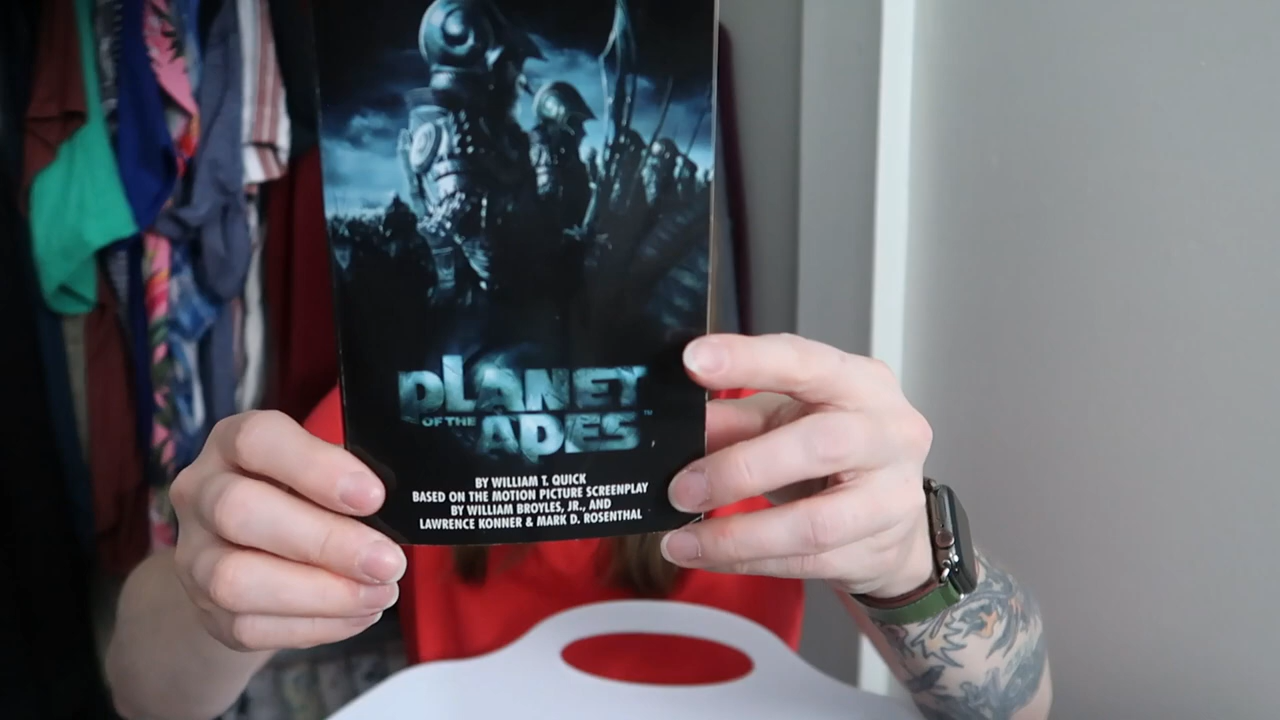 PLANET
OF THE
APES™
BY WILLIAM T. QUICK
BASED ON THE MOTION PICTURE SCREENPLAY
BY WILLIAM BROYLES, JR., AND
LAWRENCE KONNER & MARK D. ROSENTHAL